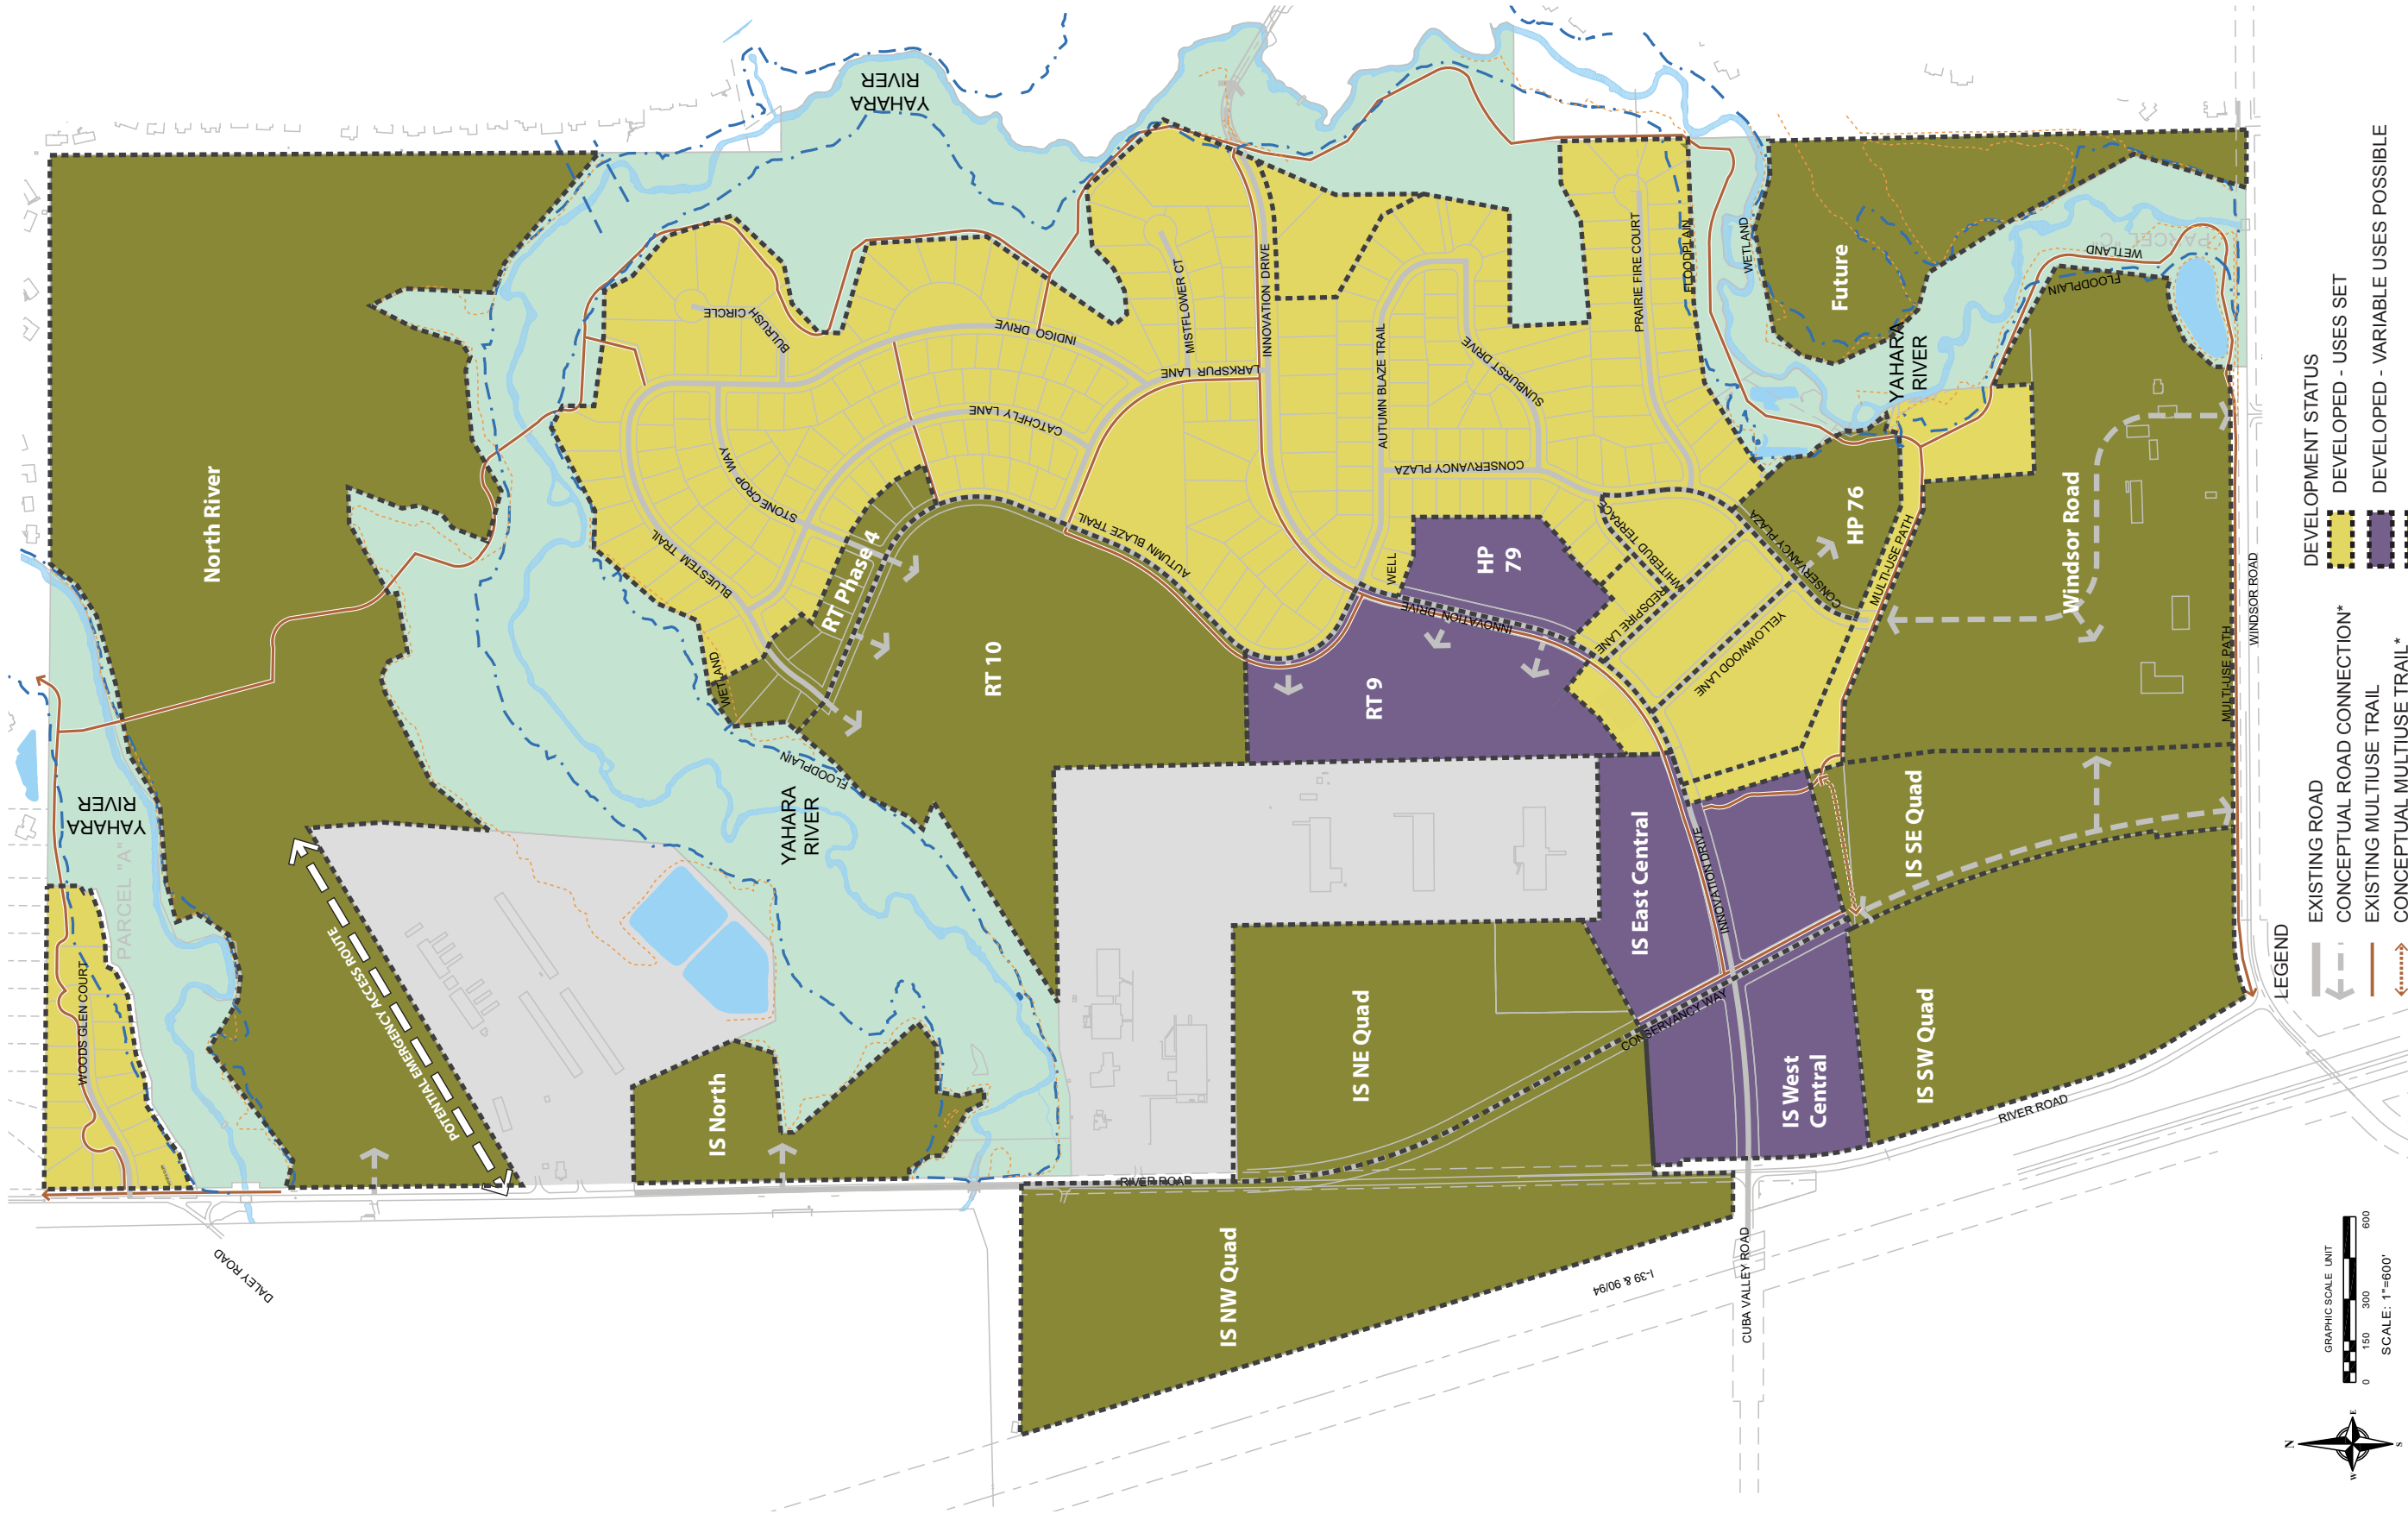 YAHARA
RIVER
North River
YAHARA
RIVER
PARCEL "A"
WOODS GLEN COURT
POTENTIAL EMERGENCY ACCESS ROUTE
DALEY ROAD
IS North
YAHARA
RIVER
FLOODPLAIN
WETLAND
BULRUSH CIRCLE
INDIGO DRIVE
STONECROP WAY
CATCHFLY LANE
BLUESTEM TRAIL
RT Phase 4
RT 10
AUTUMN BLAZE TRAIL
MISTFLOWER CT
LARKSPUR LANE
INNOVATION DRIVE
AUTUMN BLAZE TRAIL
SUNBURST DRIVE
CONSERVANCY PLAZA
PRAIRIE FIRE COURT
FLOODPLAIN
WETLAND
Future
YAHARA
RIVER
PARCEL "C"
WETLAND
FLOODPLAIN
WELL
HP
79
INNOVATION DRIVE
RT 9
WHITEBUD TERRACE
REDSPIRE LANE
YELLOWWOOD LANE
CONSERVANCY PLAZA
HP 76
MULTI-USE PATH
Windsor Road
MULTI-USE PATH
WINDSOR ROAD
IS East Central
INNOVATION DRIVE
IS SE Quad
IS NE Quad
CONSERVANCY WAY
IS West
Central
IS SW Quad
RIVER ROAD
RIVER ROAD
IS NW Quad
I-39 & 90/94
CUBA VALLEY ROAD
LEGEND
EXISTING ROAD
CONCEPTUAL ROAD CONNECTION*
EXISTING MULTIUSE TRAIL
CONCEPTUAL MULTIUSE TRAIL*
DEVELOPMENT STATUS
DEVELOPED - USES SET
DEVELOPED - VARIABLE USES POSSIBLE
GRAPHIC SCALE UNIT
0 150 300 600
SCALE: 1"=600'
N
W
E
S